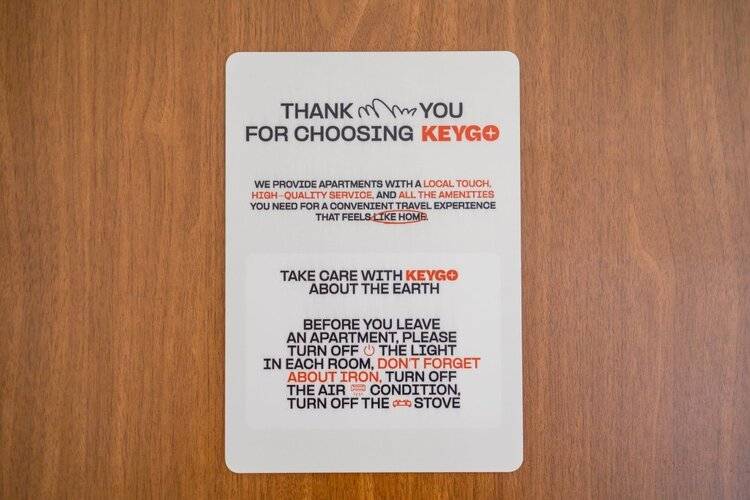 THANK YOU
FOR CHOOSING KEYGO
WE PROVIDE APARTMENTS WITH A LOCAL TOUCH,
HIGH-QUALITY SERVICE, AND ALL THE AMENITIES
YOU NEED FOR A CONVENIENT TRAVEL EXPERIENCE
THAT FEELS LIKE HOME.
TAKE CARE WITH KEYGO
ABOUT THE EARTH
BEFORE YOU LEAVE
AN APARTMENT, PLEASE
TURN OFF THE LIGHT
IN EACH ROOM, DON'T FORGET
ABOUT IRON, TURN OFF
THE AIR CONDITION,
TURN OFF THE STOVE